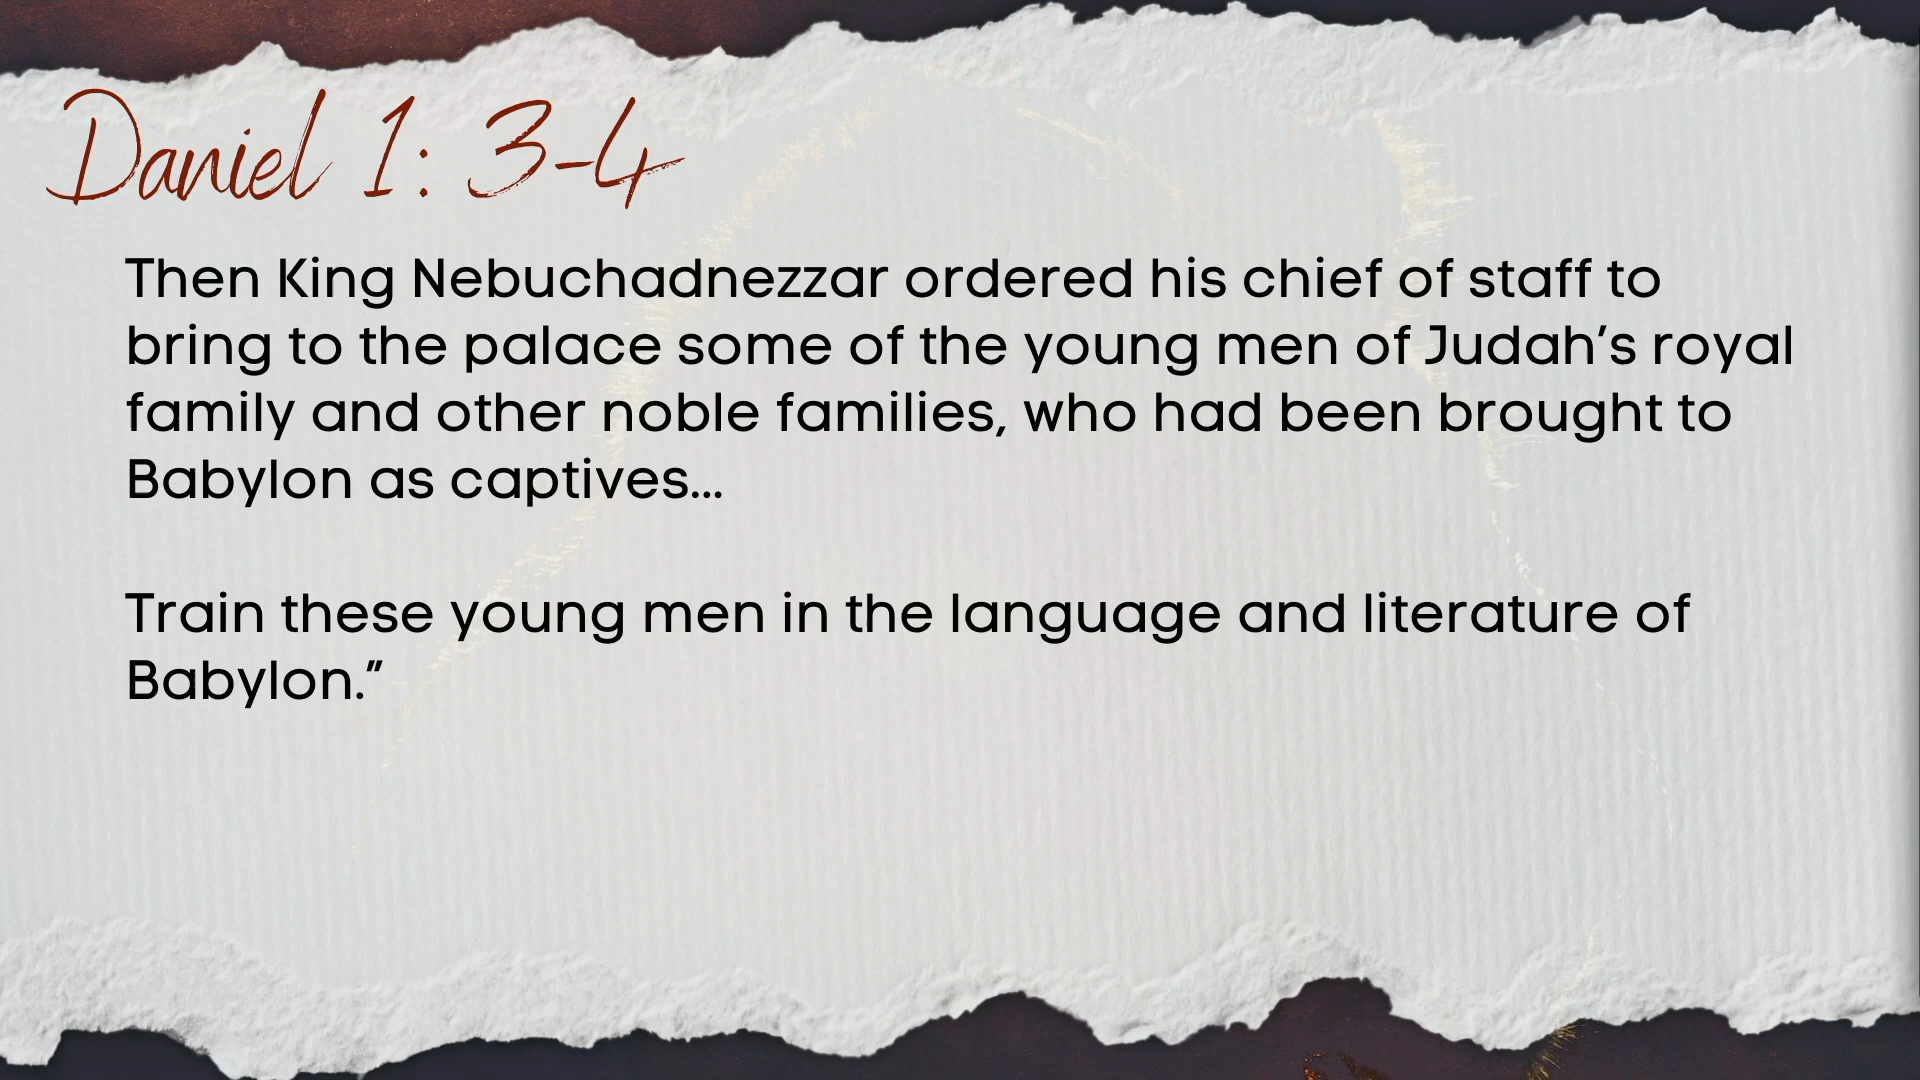 Daniel 1: 3-4
Then King Nebuchadnezzar ordered his chief of staff to
bring to the palace some of the young men of Judah’s royal
family and other noble families, who had been brought to
Babylon as captives...
Train these young men in the language and literature of
Babylon.”